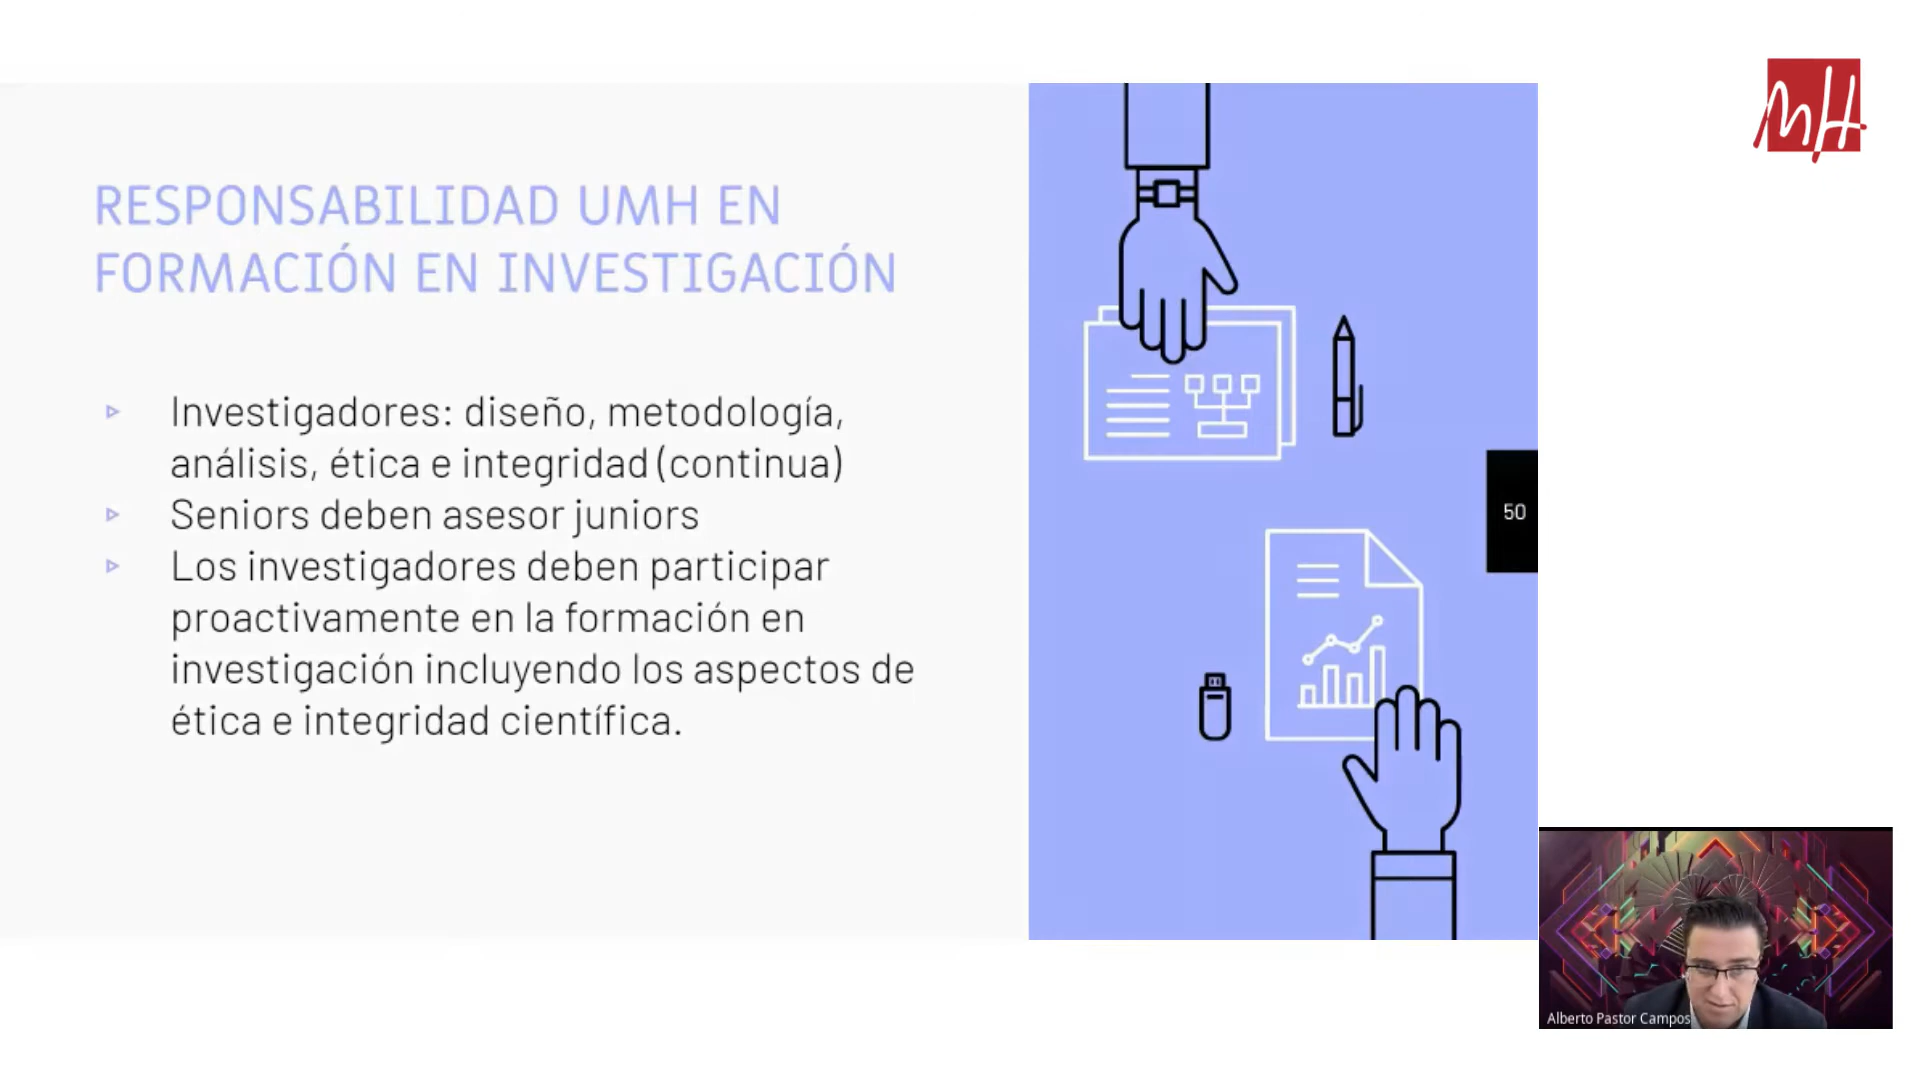 RESPONSABILIDAD UMH EN
FORMACIÓN EN INVESTIGACIÓN
▹ Investigadores: diseño, metodología,
análisis, ética e integridad (continua)
▹ Seniors deben asesor juniors
▹ Los investigadores deben participar
proactivamente en la formación en
investigación incluyendo los aspectos de
ética e integridad científica.
50
MH
Alberto Pastor Campos